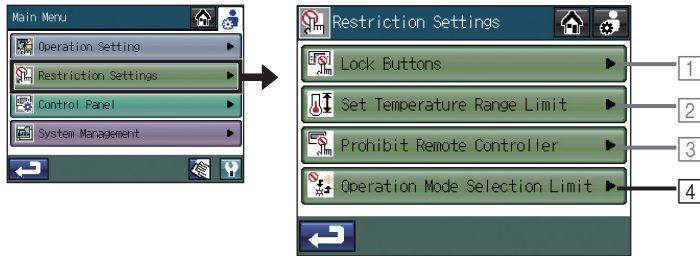 Main Menu
Operation Setting
Restriction Settings
Control Panel
System Management
Restriction Settings
Lock Buttons
1
Set Temperature Range Limit
2
Prohibit Remote Controller
3
Operation Mode Selection Limit
4